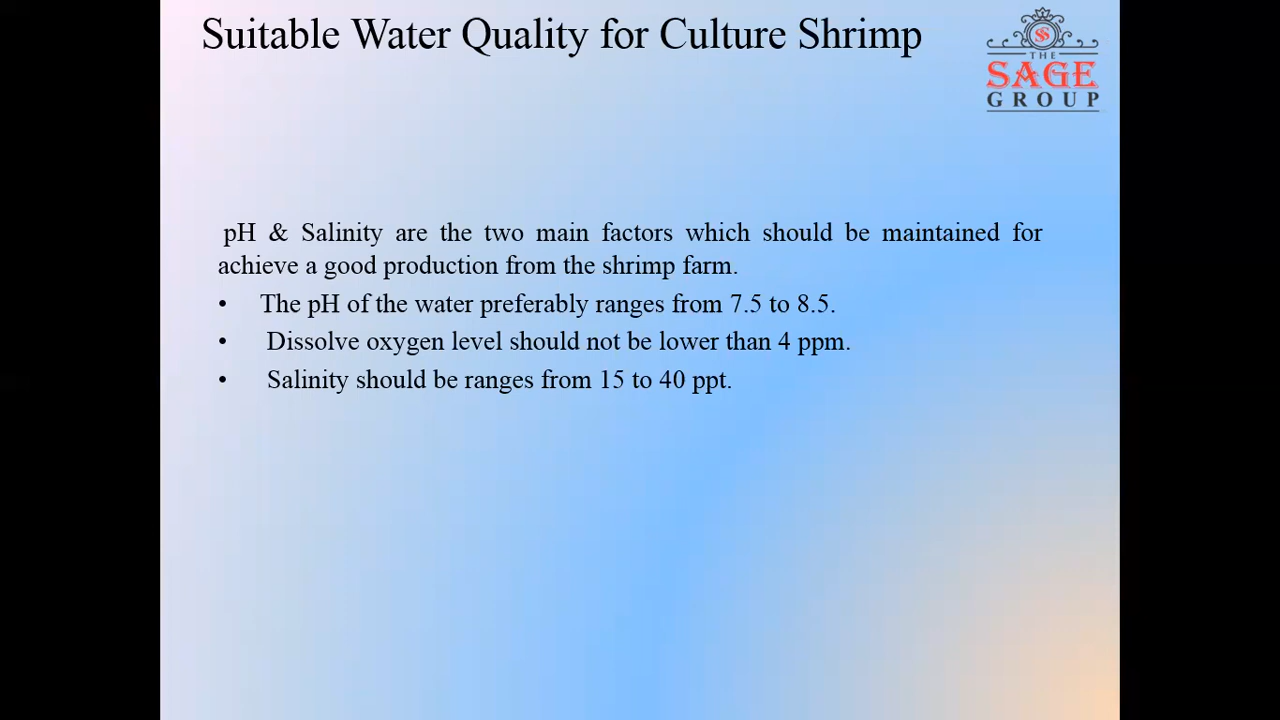 Suitable Water Quality for Culture Shrimp
THE
SAGE
GROUP
pH & Salinity are the two main factors which should be maintained for
achieve a good production from the shrimp farm.
• The pH of the water preferably ranges from 7.5 to 8.5.
• Dissolve oxygen level should not be lower than 4 ppm.
• Salinity should be ranges from 15 to 40 ppt.